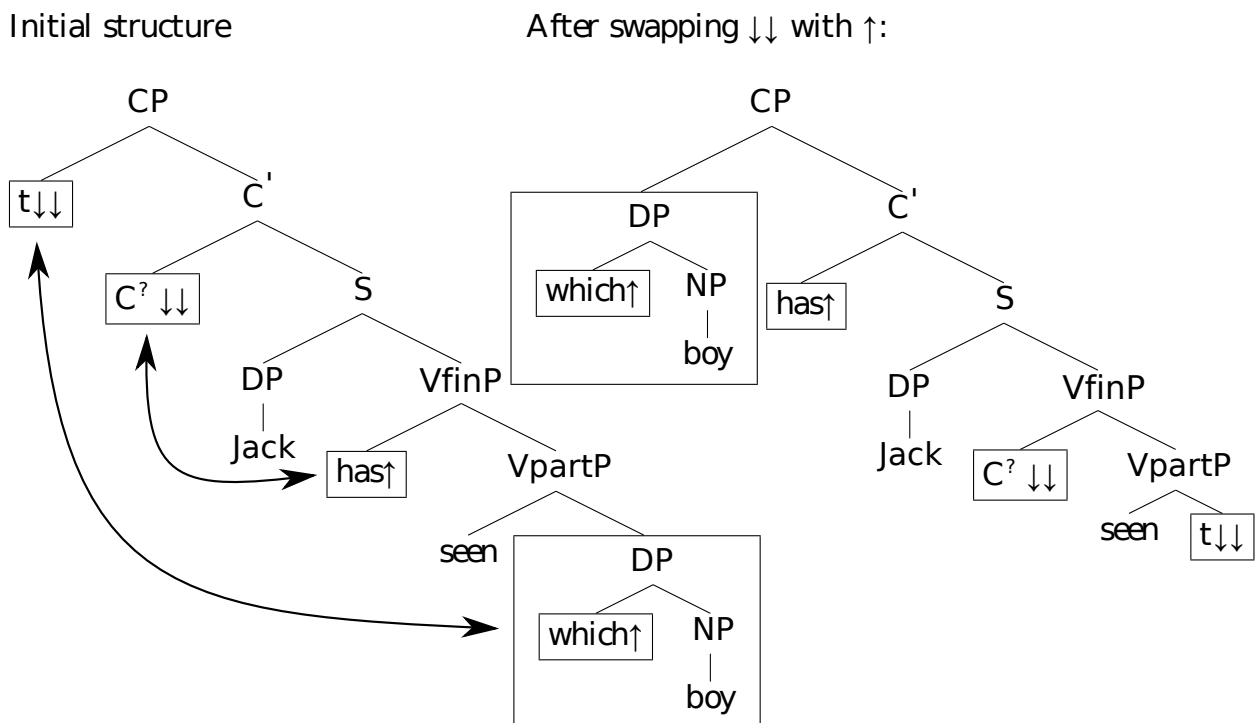 Initial structure
After swapping ↓↓ with ↑:
CP
t↓↓
C'
C? ↓↓
S
DP
VfinP
Jack
has↑
VpartP
seen
DP
which↑
NP
boy
CP
DP
C'
which↑
NP
has↑
S
boy
DP
VfinP
Jack
C? ↓↓
VpartP
seen
t↓↓